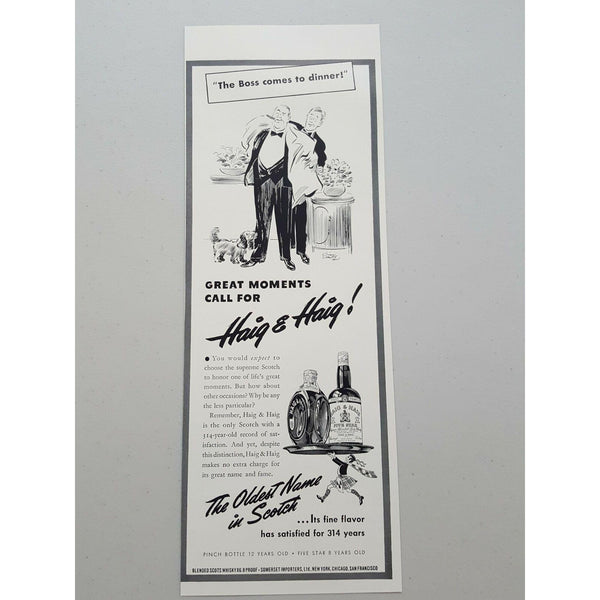 "The Boss comes to dinner!"
GREAT MOMENTS
CALL FOR
Haig & Haig!
• You would expect to
choose the supreme Scotch
to honor one of life's great
moments. But how about
other occasions? Why be any
the less particular?
Remember, Haig & Haig
is the only Scotch with a
314-year-old record of sat-
isfaction. And yet, despite
this distinction, Haig & Haig
makes no extra charge for
its great name and fame.
HAIG & HAIG
FIVE STAR
The Oldest Name
in Scotch
...Its fine flavor
has satisfied for 314 years
PINCH BOTTLE 12 YEARS OLD • FIVE STAR 8 YEARS OLD
BLENDED SCOTS WHISKY 86.8 PROOF - SOMERSET IMPORTERS, LTD. NEW YORK, CHICAGO, SAN FRANCISCO